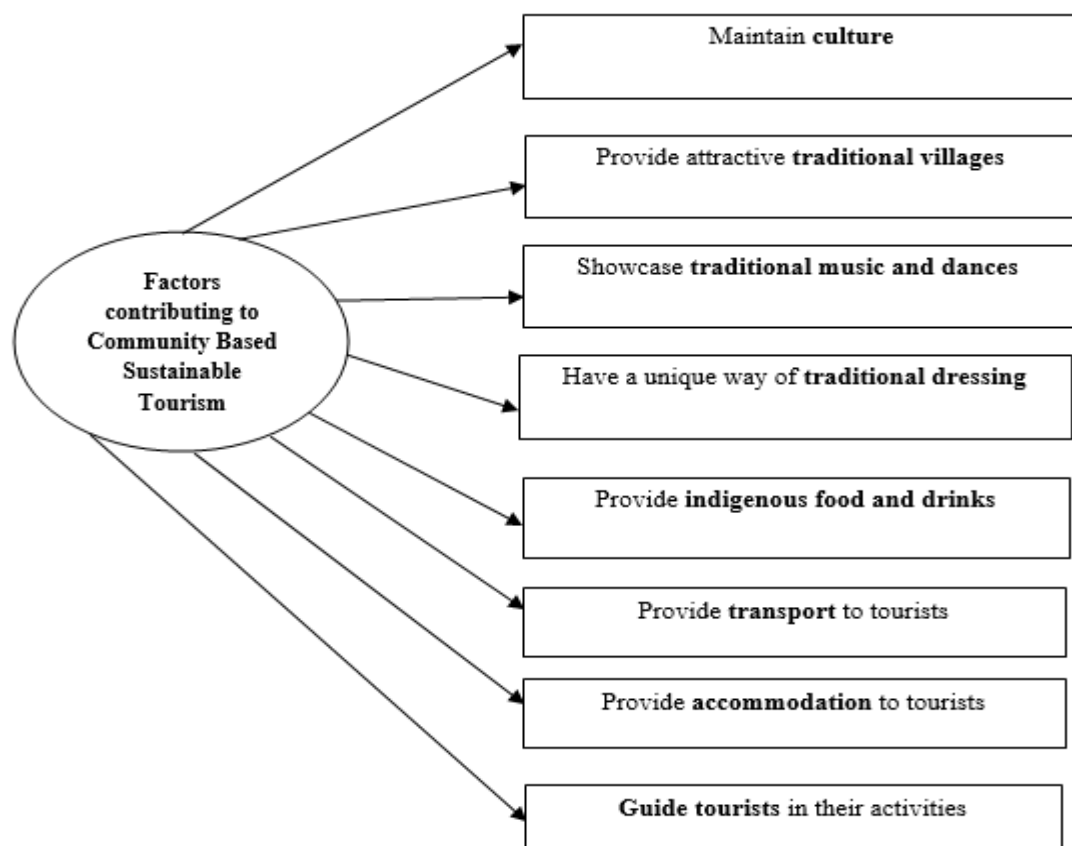 Maintain culture
Provide attractive traditional villages
Showcase traditional music and dances
Factors
contributing to
Community Based
Sustainable
Tourism
Have a unique way of traditional dressing
Provide indigenous food and drinks
Provide transport to tourists
Provide accommodation to tourists
Guide tourists in their activities